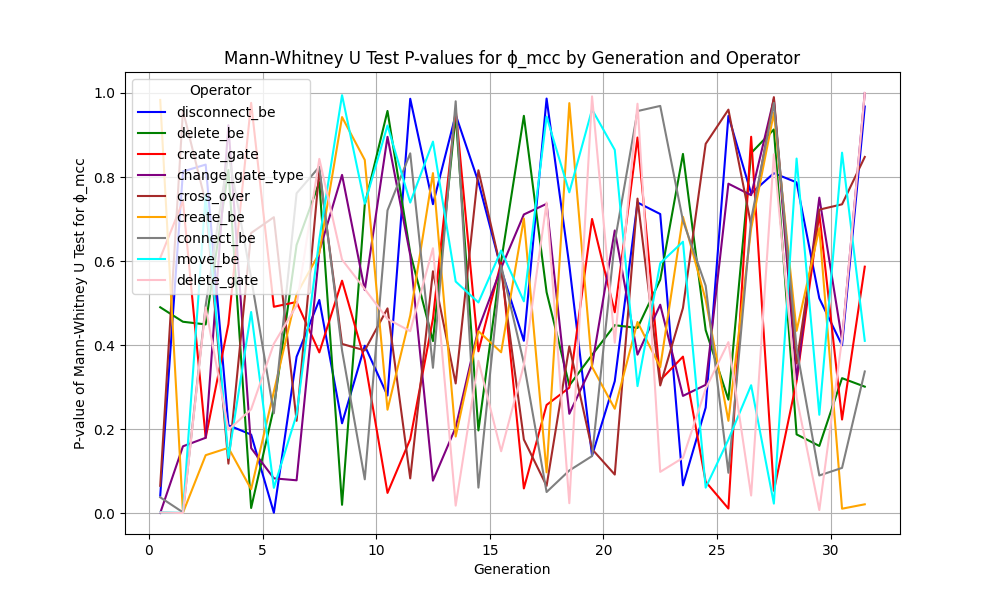 Mann-Whitney U Test P-values for ϕ_mcc by Generation and Operator
P-value of Mann-Whitney U Test for ϕ_mcc
1.0
0.8
0.6
0.4
0.2
0.0
Operator
disconnect_be
delete_be
create_gate
change_gate_type
cross_over
create_be
connect_be
move_be
delete_gate
0 5 10 15 20 25 30
Generation